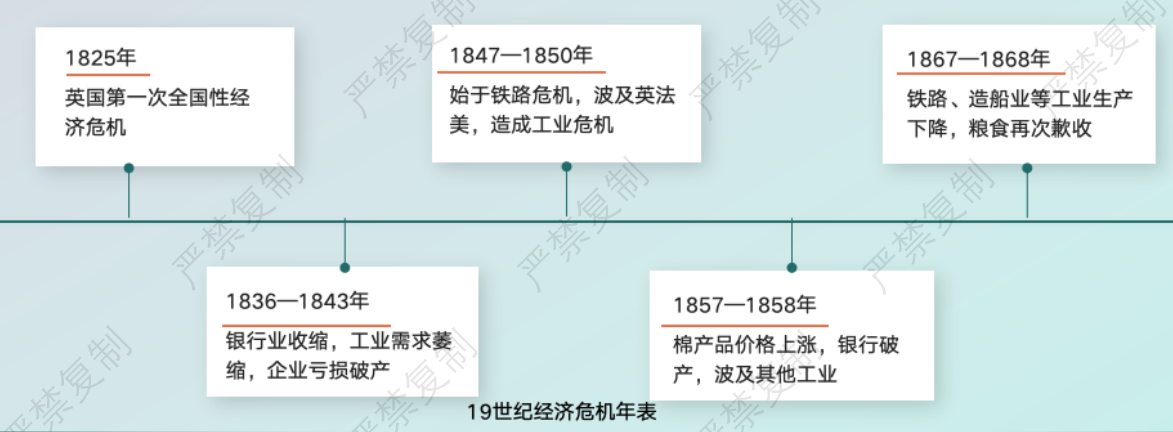 1825年
英国第一次全国性经
济危机
1847—1850年
始于铁路危机，波及英法
美，造成工业危机
1867—1868年
铁路、造船业等工业生产
下降，粮食再次歉收
1836—1843年
银行业收缩，工业需求萎
缩，企业亏损破产
1857—1858年
棉产品价格上涨，银行破
产，波及其他工业
19世纪经济危机年表
严禁复制
严禁复制
严禁复制
严禁复制
严禁复制
严禁复制
严禁复制
严禁复制
严禁复制